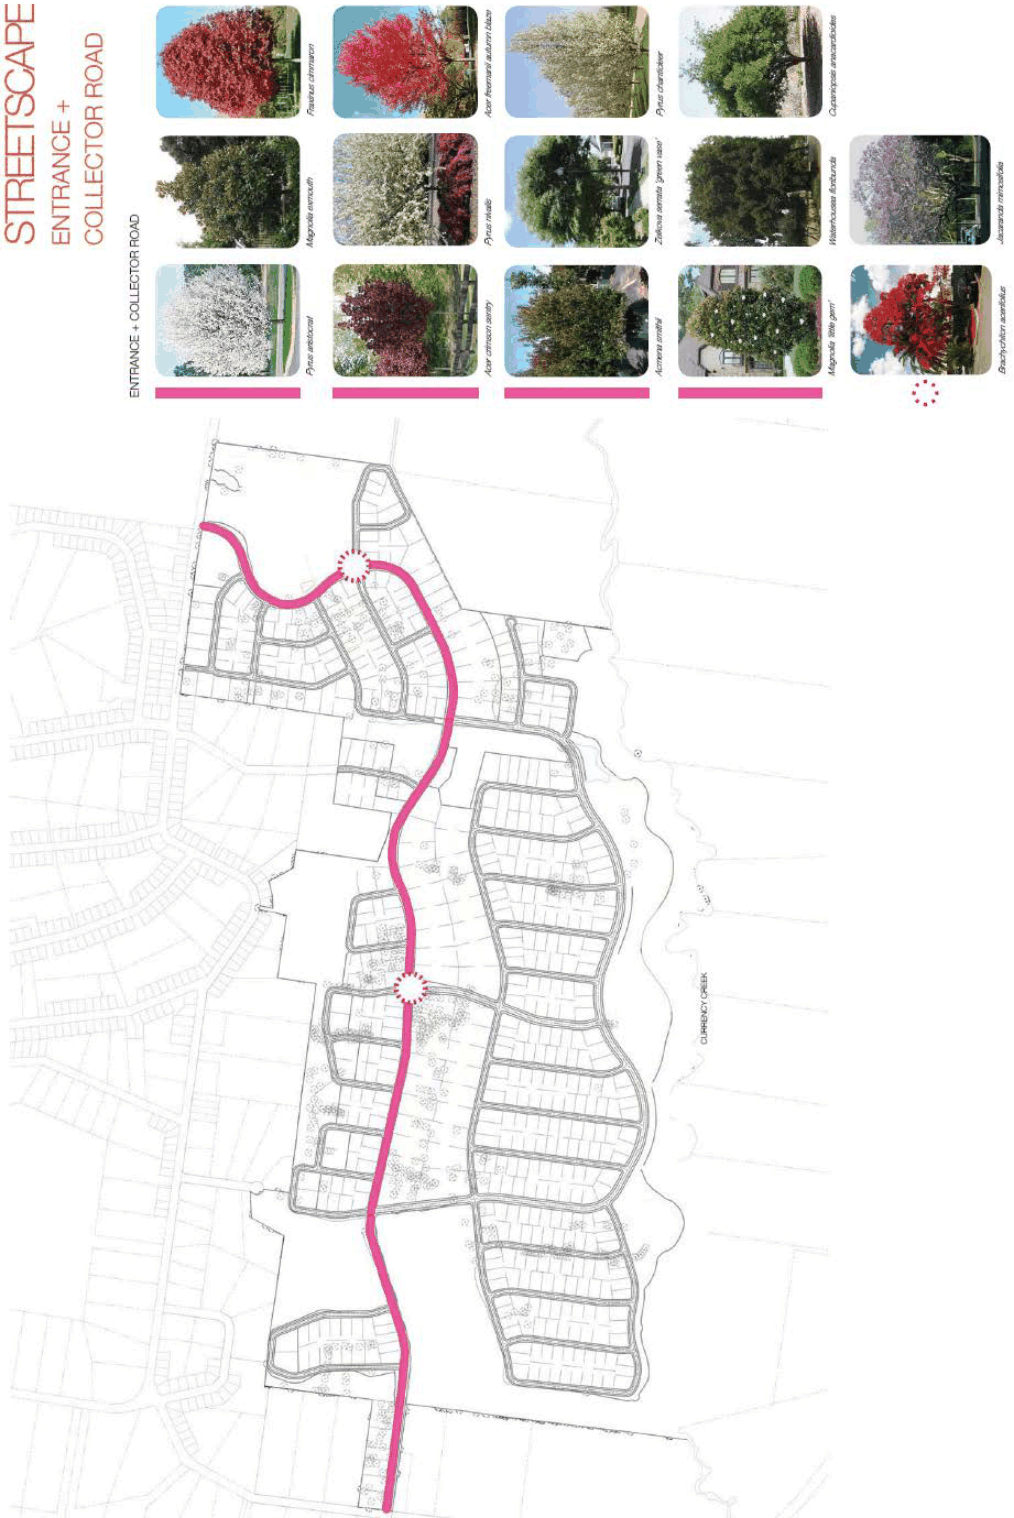 STREETSCAPE
ENTRANCE +
COLLECTOR ROAD
ENTRANCE + COLLECTOR ROAD
Pyrus aristocrat
Magnolia exmouth
Fraxinus cimmaron
Acer crimson sentry
Pyrus nivalis
Acer freemanii autumn blaze
Acmena smithii
Zelkova serrata 'green vase'
Pyrus chanticleer
Magnolia 'little gem'
Waterhousea floribunda
Cupaniopsis anacardioides
Brachychiton acerifolius
Jacaranda mimosifolia
CURRENCY CREEK